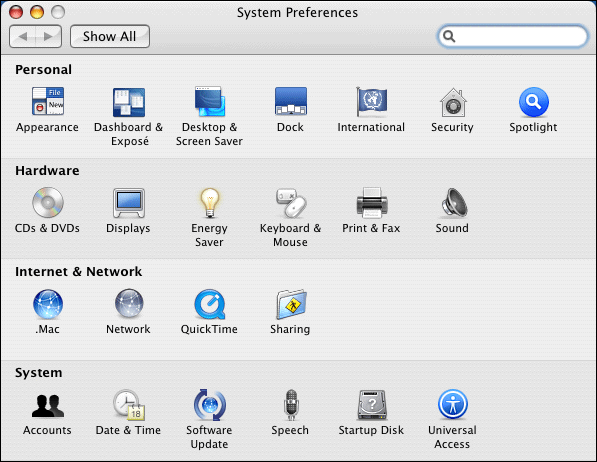 System Preferences
Show All
Personal
File
New
Appearance
Dashboard &
Exposé
Desktop &
Screen Saver
Dock
International
Security
Spotlight
Hardware
CDs & DVDs
Displays
Energy
Saver
Keyboard &
Mouse
Print & Fax
Sound
Internet & Network
.Mac
Network
QuickTime
Sharing
System
18
?
Accounts
Date & Time
Software
Update
Speech
Startup Disk
Universal
Access